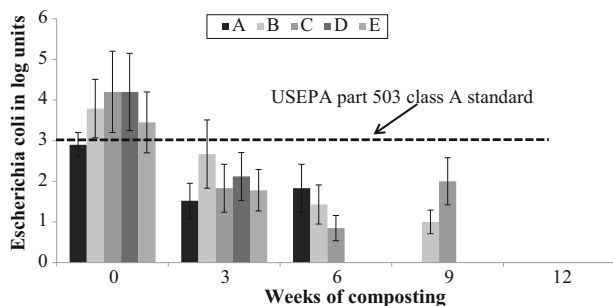 A B C D E
USEPA part 503 class A standard
Escherichia coli in log units
6
5
4
3
2
1
0
0 3 6 9 12
Weeks of composting